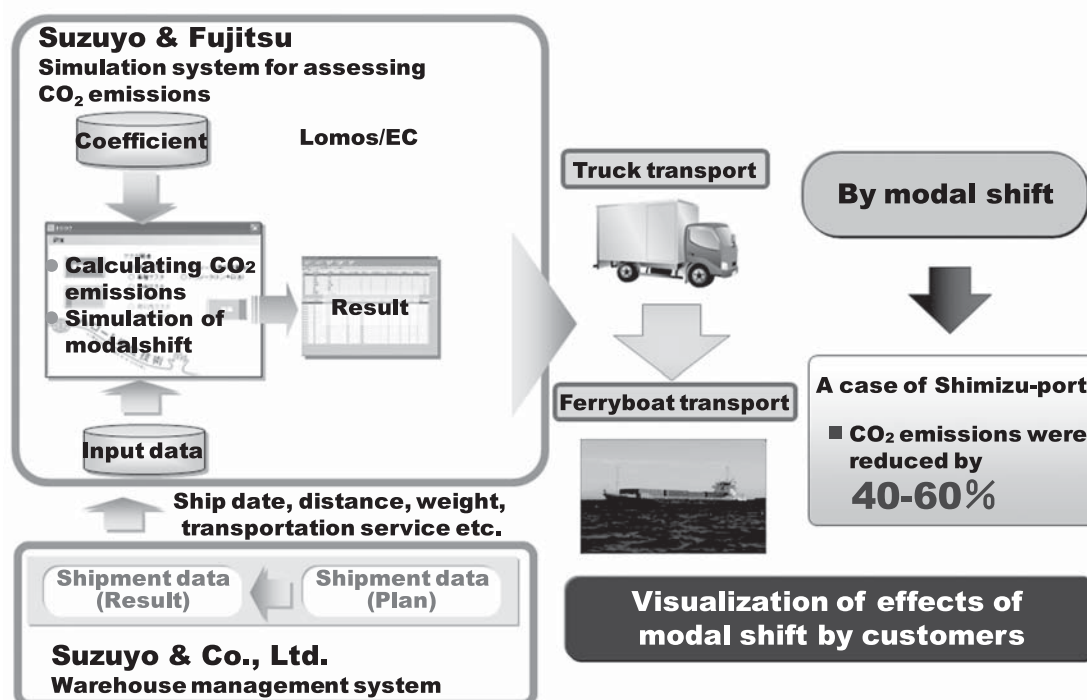 Suzuyo & Fujitsu
Simulation system for assessing
CO₂ emissions
Coefficient
Lomos/EC
Calculating CO₂
emissions
Simulation of
modalshift
Result
Input data
Ship date, distance, weight,
transportation service etc.
Shipment data
(Result)
Shipment data
(Plan)
Suzuyo & Co., Ltd.
Warehouse management system
Truck transport
Ferryboat transport
By modal shift
A case of Shimizu-port
■ CO₂ emissions were
reduced by
40-60%
Visualization of effects of
modal shift by customers